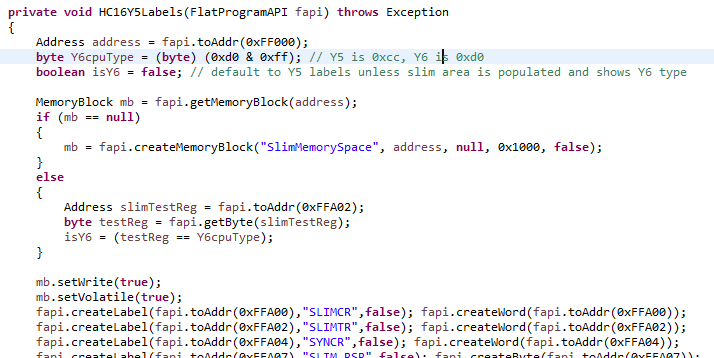 private void HC16Y5Labels(FlatProgramAPI fapi) throws Exception
{
Address address = fapi.toAddr(0xFF000);
byte Y6cpuType = (byte) (0xd0 & 0xff); // Y5 is 0xcc, Y6 is 0xd0
boolean isY6 = false; // default to Y5 labels unless slim area is populated and shows Y6 type
MemoryBlock mb = fapi.getMemoryBlock(address);
if (mb == null)
{
mb = fapi.createMemoryBlock("SlimMemorySpace", address, null, 0x1000, false);
}
else
{
Address slimTestReg = fapi.toAddr(0xFFA02);
byte testReg = fapi.getByte(slimTestReg);
isY6 = (testReg == Y6cpuType);
}
mb.setWrite(true);
mb.setVolatile(true);
fapi.createLabel(fapi.toAddr(0xFFA00),"SLIMCR",false); fapi.createWord(fapi.toAddr(0xFFA00));
fapi.createLabel(fapi.toAddr(0xFFA02),"SLIMTR",false); fapi.createWord(fapi.toAddr(0xFFA02));
fapi.createLabel(fapi.toAddr(0xFFA04),"SYNCR",false); fapi.createWord(fapi.toAddr(0xFFA04));
fapi.createLabel(fapi.toAddr(0xFFA07),"SLIM_RSR",false); fapi.createByte(fapi.toAddr(0xFFA07));